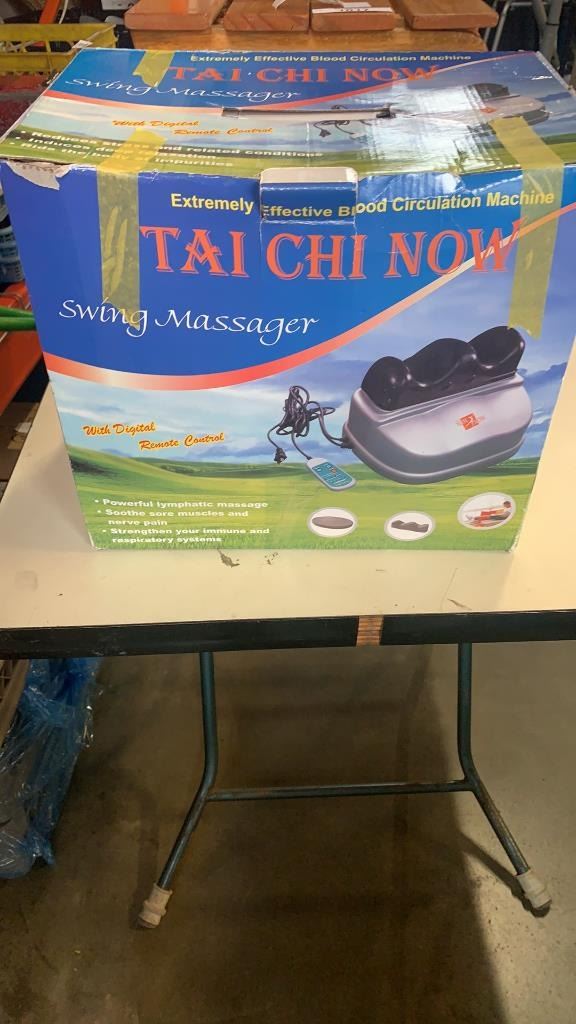 Extremely Effective Blood Circulation Machine
TAI CHI NOW
Swing Massager
With Digital
Remote Control
Extremely Effective Blood Circulation Machine
TAI CHI NOW
Swing Massager
With Digital
Remote Control
• Powerful lymphatic massage
• Soothe sore muscles and
nerve pain
• Strengthen your immune and
respiratory systems